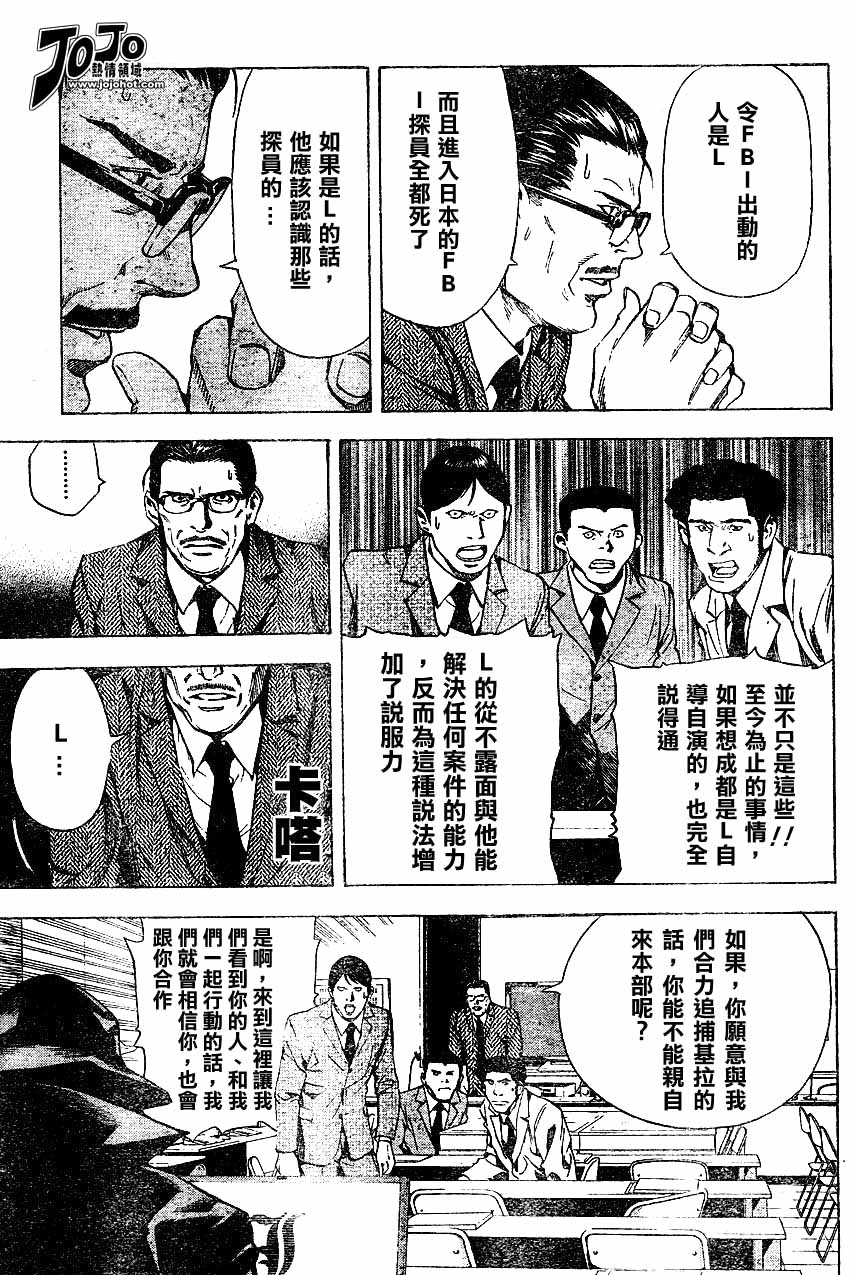 JOJO
熱情領域
www.jojohot.com
令FBI出動的
人是L
而且進入日本的FB
I探員全都死了
如果是L的話，
他應該認識那些
探員的…
並不只是這些!!
至今為止的事情，
如果想成都是L自
導自演的，也完全
說得通
L的從不露面與他能
解決任何案件的能力
，反而為這種說法增
加了說服力
……
L…
卡嗒
如果，你願意與我
們合力追捕基拉的
話，你能不能親自
來本部呢？
是啊，來到這裡讓我
們看到你的人、和我
們一起行動的話，我
們就會相信你，也會
跟你合作
L